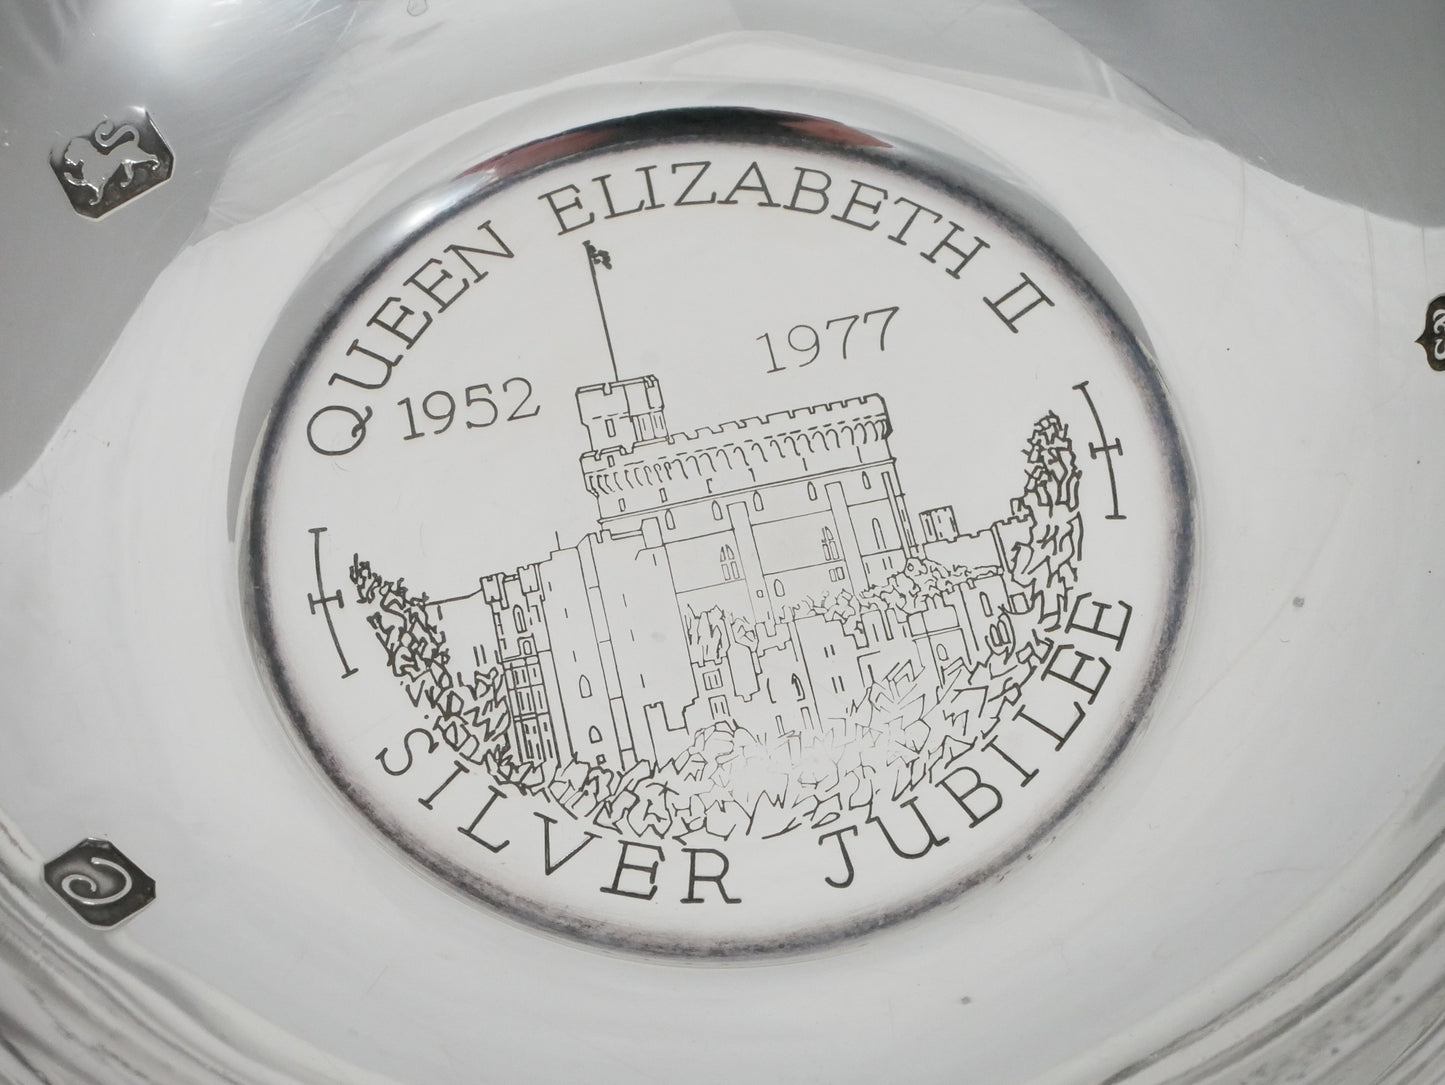 QUEEN ELIZABETH II
1952
1977
SILVER JUBILEE